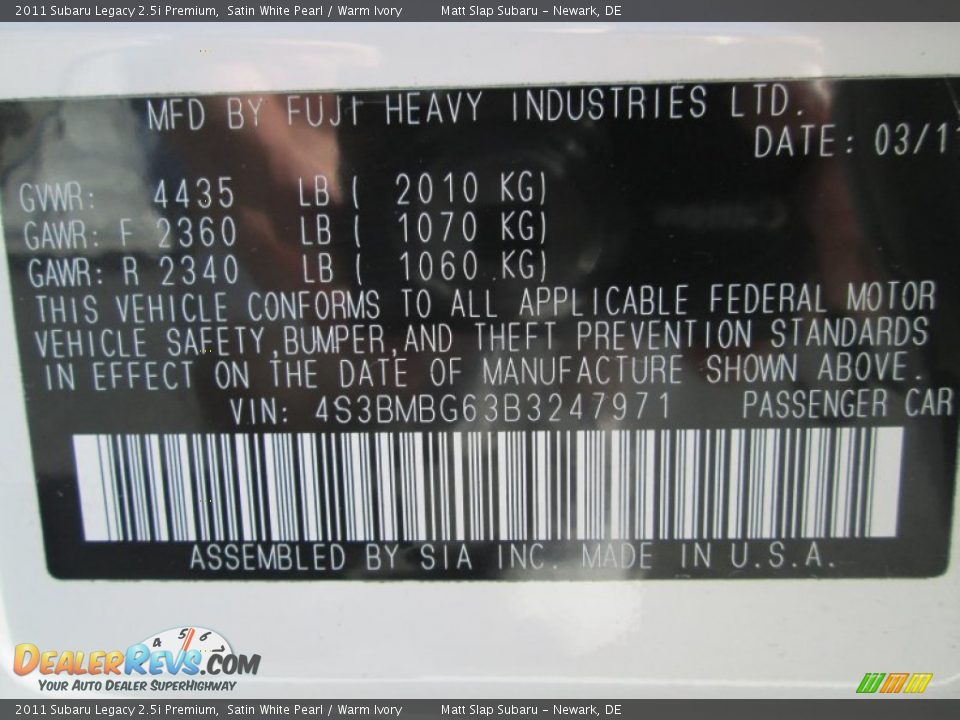 2011 Subaru Legacy 2.5i Premium, Satin White Pearl / Warm Ivory Matt Slap Subaru - Newark, DE
MFD BY FUJI HEAVY INDUSTRIES LTD.
DATE: 03/11
GVWR: 4435 LB ( 2010 KG)
GAWR: F 2360 LB ( 1070 KG)
GAWR: R 2340 LB ( 1060 KG)
THIS VEHICLE CONFORMS TO ALL APPLICABLE FEDERAL MOTOR
VEHICLE SAFETY,BUMPER,AND THEFT PREVENTION STANDARDS
IN EFFECT ON THE DATE OF MANUFACTURE SHOWN ABOVE.
VIN: 4S3BMBG63B3247971 PASSENGER CAR
ASSEMBLED BY SIA INC. MADE IN U.S.A.
4 5 6
DEALERREVS.COM
YOUR AUTO DEALER SUPERHIGHWAY
2011 Subaru Legacy 2.5i Premium, Satin White Pearl / Warm Ivory Matt Slap Subaru - Newark, DE